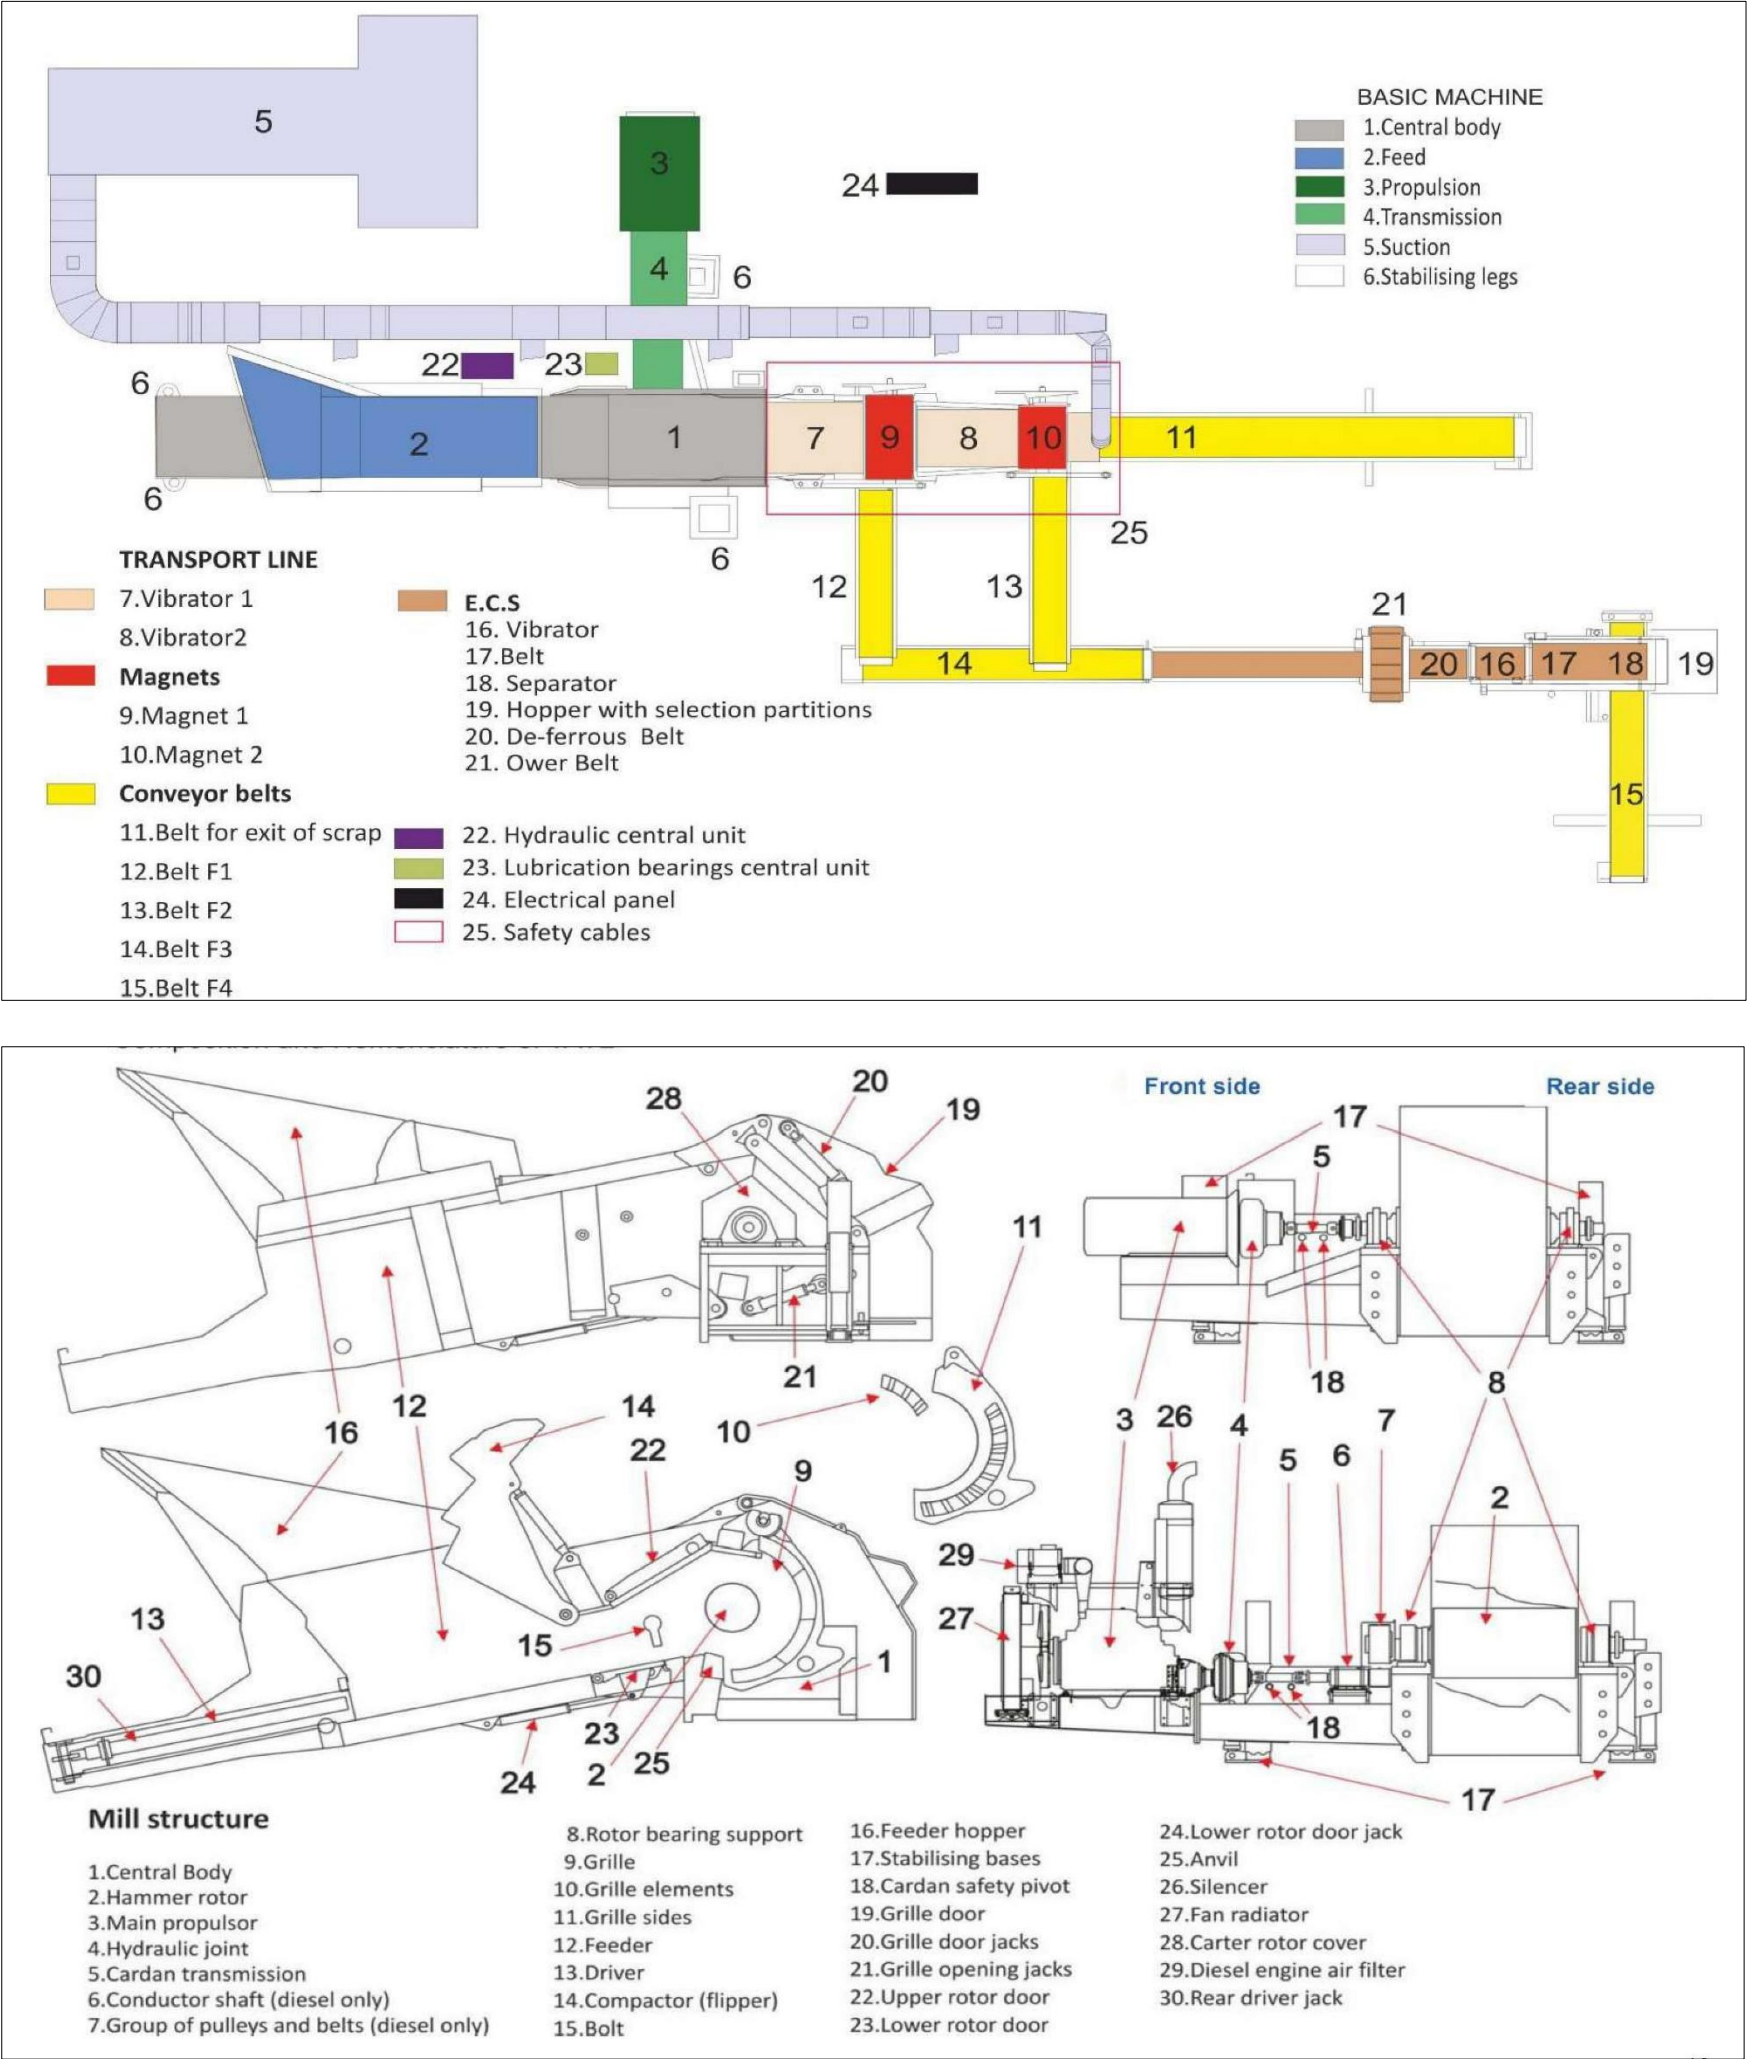 5
3
24
4
6
BASIC MACHINE
1.Central body
2.Feed
3.Propulsion
4.Transmission
5.Suction
6.Stabilising legs
22
23
6
2
1
7
9
8
10
11
6
6
25
12
13
14
21
20
16
17
18
19
15
TRANSPORT LINE
7.Vibrator 1
8.Vibrator2
Magnets
9.Magnet 1
10.Magnet 2
Conveyor belts
11.Belt for exit of scrap
12.Belt F1
13.Belt F2
14.Belt F3
15.Belt F4
E.C.S
16. Vibrator
17.Belt
18. Separator
19. Hopper with selection partitions
20. De-ferrous Belt
21. Ower Belt
22. Hydraulic central unit
23. Lubrication bearings central unit
24. Electrical panel
25. Safety cables
28
20
19
11
21
12
16
14
10
22
9
13
15
30
1
23
2
25
24
Front side
Rear side
17
5
18
8
3
26
4
7
5
6
2
29
27
18
17
Mill structure
1.Central Body
2.Hammer rotor
3.Main propulsor
4.Hydraulic joint
5.Cardan transmission
6.Conductor shaft (diesel only)
7.Group of pulleys and belts (diesel only)
8.Rotor bearing support
9.Grille
10.Grille elements
11.Grille sides
12.Feeder
13.Driver
14.Compactor (flipper)
15.Bolt
16.Feeder hopper
17.Stabilising bases
18.Cardan safety pivot
19.Grille door
20.Grille door jacks
21.Grille opening jacks
22.Upper rotor door
23.Lower rotor door
24.Lower rotor door jack
25.Anvil
26.Silencer
27.Fan radiator
28.Carter rotor cover
29.Diesel engine air filter
30.Rear driver jack